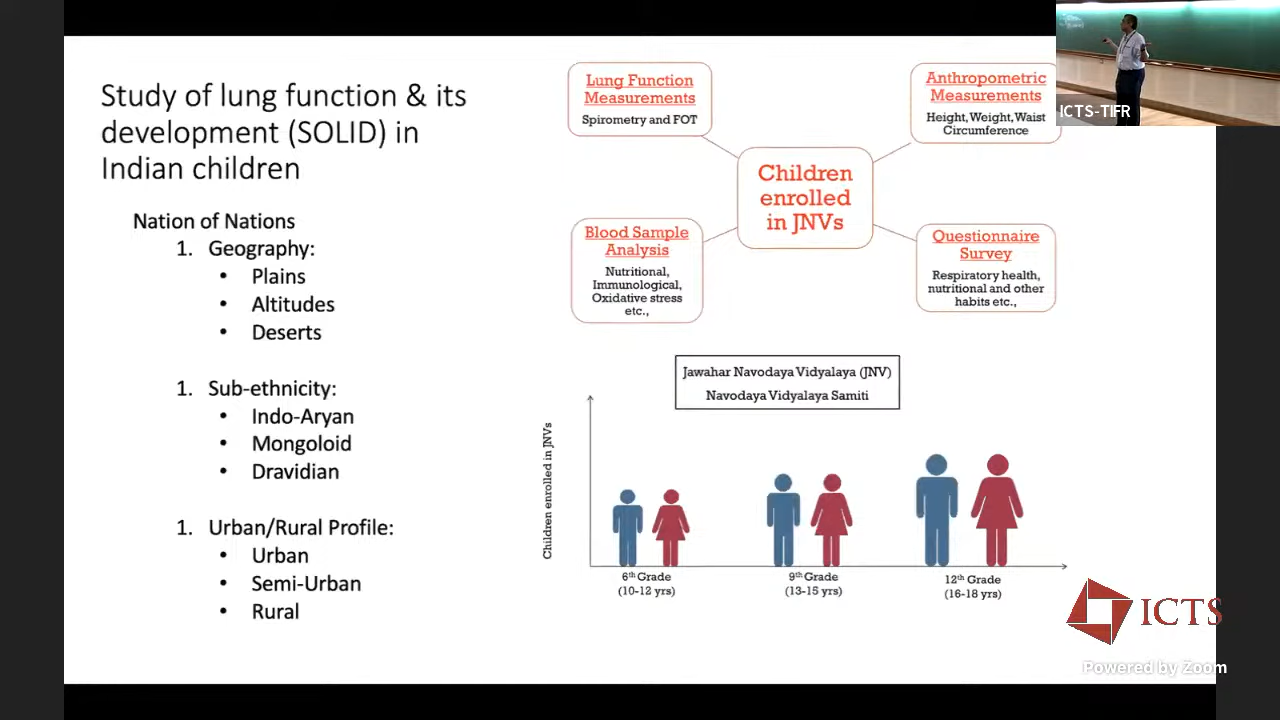 Study of lung function & its
development (SOLID) in
Indian children
Nation of Nations
1. Geography:
• Plains
• Altitudes
• Deserts
1. Sub-ethnicity:
• Indo-Aryan
• Mongoloid
• Dravidian
1. Urban/Rural Profile:
• Urban
• Semi-Urban
• Rural
Lung Function
Measurements
Spirometry and FOT
Anthropometric
Measurements
Height, Weight, Waist
Circumference
Children
enrolled
in JNVs
Blood Sample
Analysis
Nutritional,
Immunological,
Oxidative stress
etc.,
Questionnaire
Survey
Respiratory health,
nutritional and other
habits etc.,
Jawahar Navodaya Vidyalaya (JNV)
Navodaya Vidyalaya Samiti
Children enrolled in JNVs
6th Grade
(10-12 yrs)
9th Grade
(13-15 yrs)
12th Grade
(16-18 yrs)
ICTS-TIFR
ICTS
Powered by Zoom